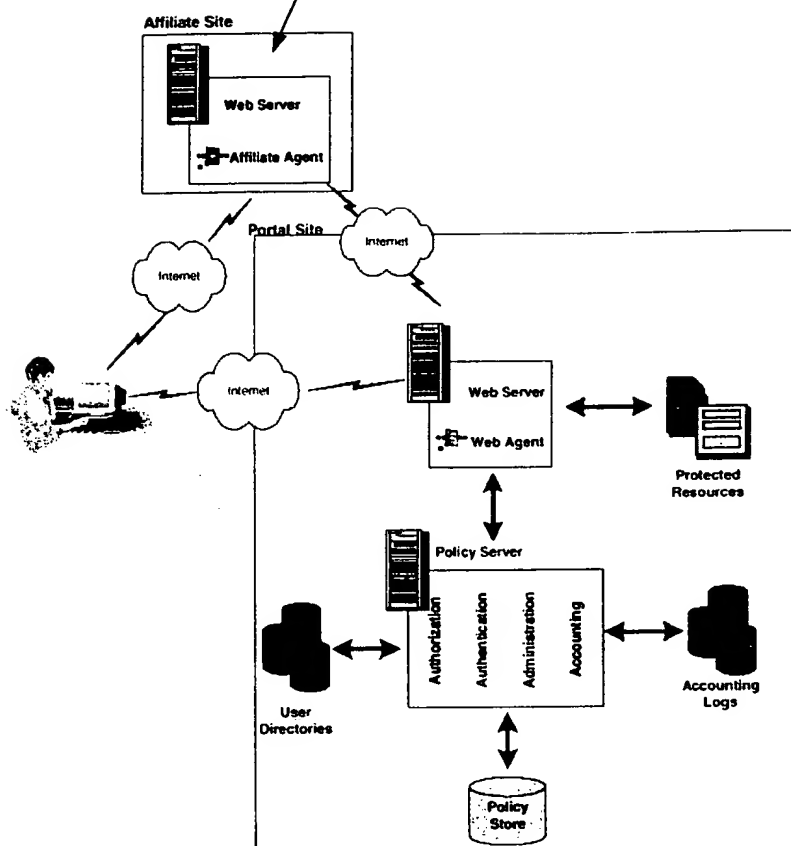 Affiliate Site
Web Server
Affiliate Agent
Portal Site
Internet
Internet
Internet
Web Server
Web Agent
Protected
Resources
Policy Server
Authorization
Authentication
Administration
Accounting
User
Directories
Accounting
Logs
Policy
Store